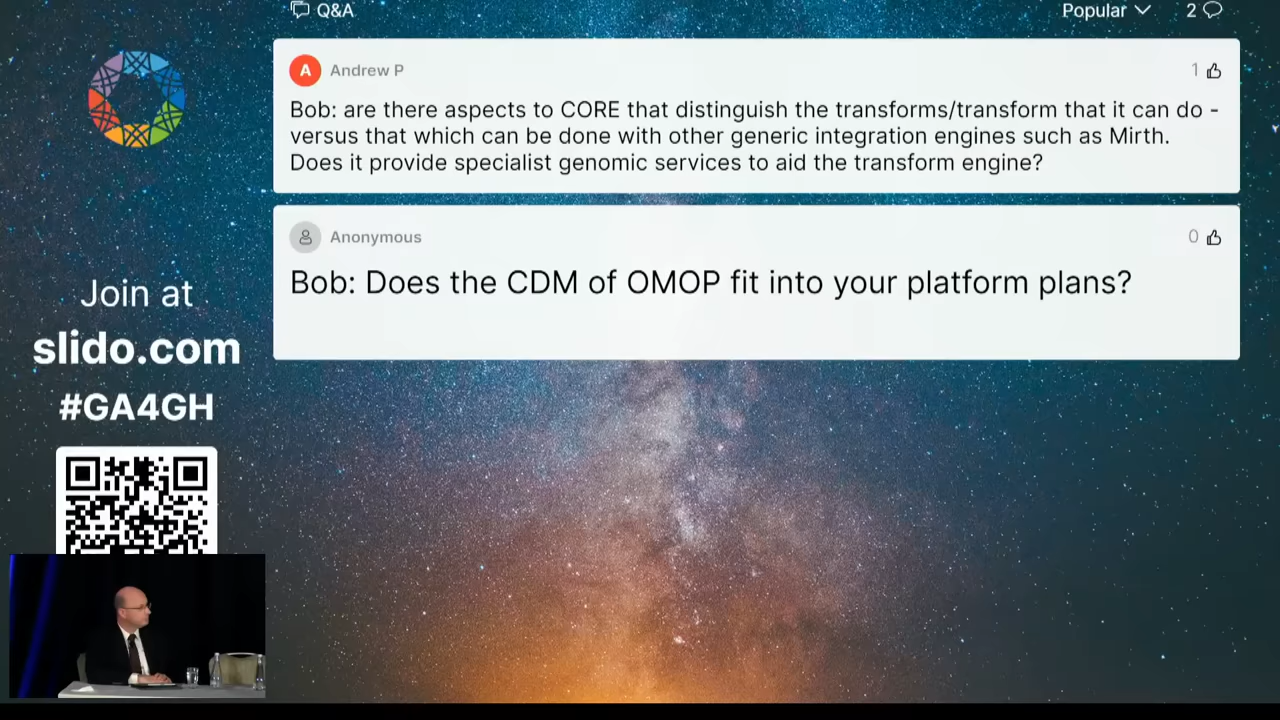 Q&A
Popular
2
A
Andrew P
1
Bob: are there aspects to CORE that distinguish the transforms/transform that it can do -
versus that which can be done with other generic integration engines such as Mirth.
Does it provide specialist genomic services to aid the transform engine?
Anonymous
0
Bob: Does the CDM of OMOP fit into your platform plans?
Join at
slido.com
#GA4GH